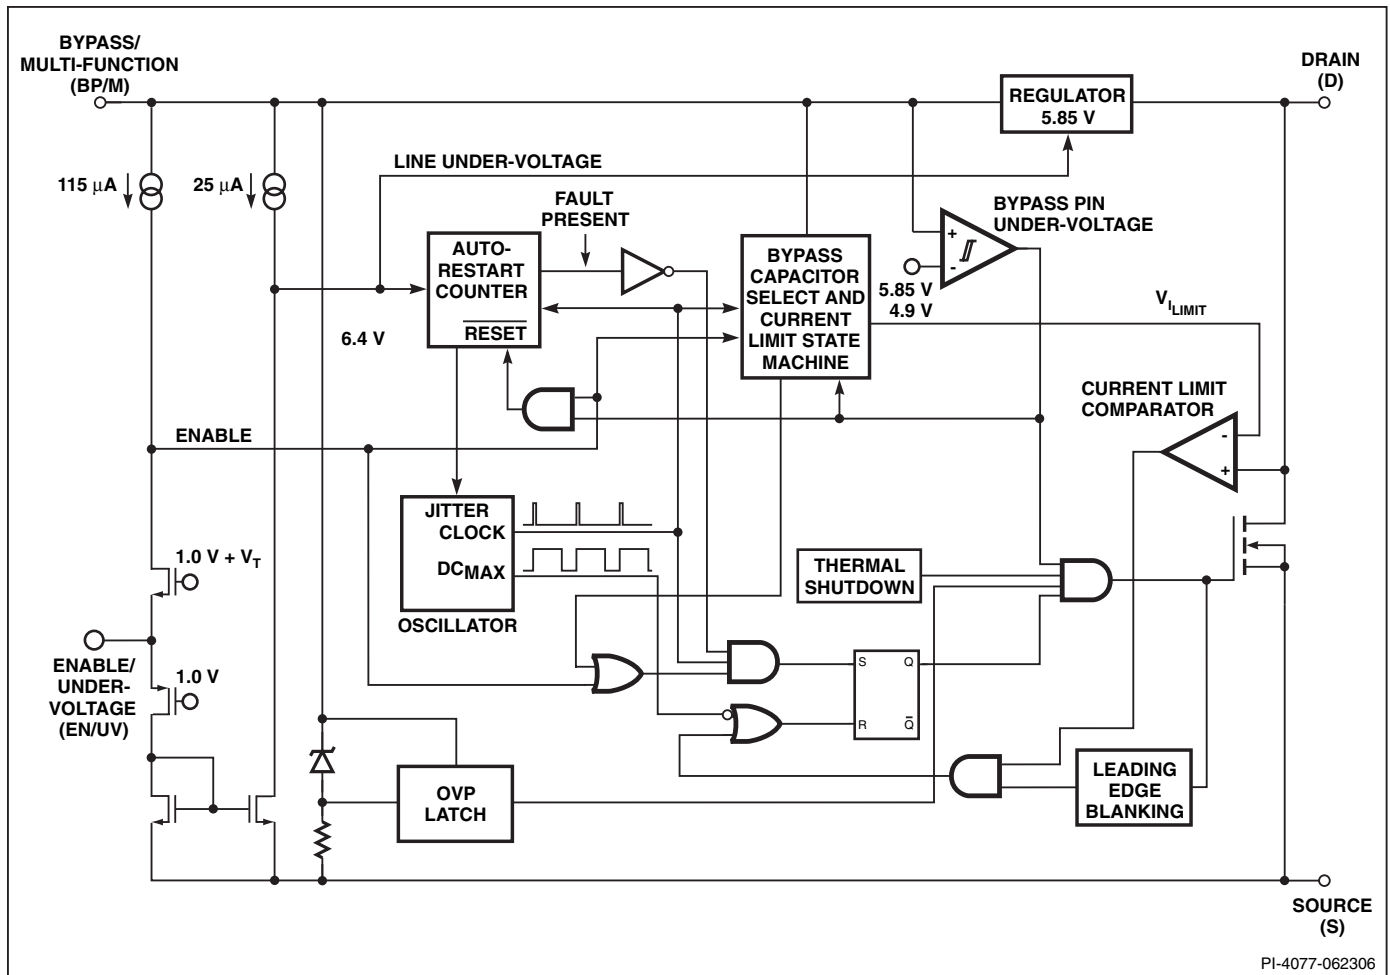 BYPASS/
MULTI-FUNCTION
(BP/M)
DRAIN
(D)
REGULATOR
5.85 V
LINE UNDER-VOLTAGE
115 µA
25 µA
FAULT
PRESENT
BYPASS PIN
UNDER-VOLTAGE
AUTO-
RESTART
COUNTER
RESET
BYPASS
CAPACITOR
SELECT AND
CURRENT
LIMIT STATE
MACHINE
+
-
5.85 V
4.9 V
VILIMIT
6.4 V
CURRENT LIMIT
COMPARATOR
-
+
ENABLE
JITTER
CLOCK
DCMAX
OSCILLATOR
1.0 V + VT
THERMAL
SHUTDOWN
ENABLE/
UNDER-
VOLTAGE
(EN/UV)
1.0 V
S Q
R Q̅
OVP
LATCH
LEADING
EDGE
BLANKING
SOURCE
(S)
PI-4077-062306